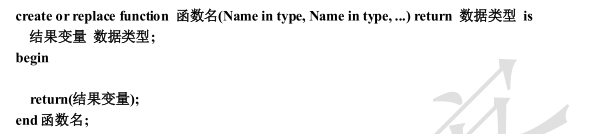 create or replace function 函数名(Name in type, Name in type, ...) return 数据类型 is
结果变量 数据类型;
begin
return(结果变量);
end 函数名;